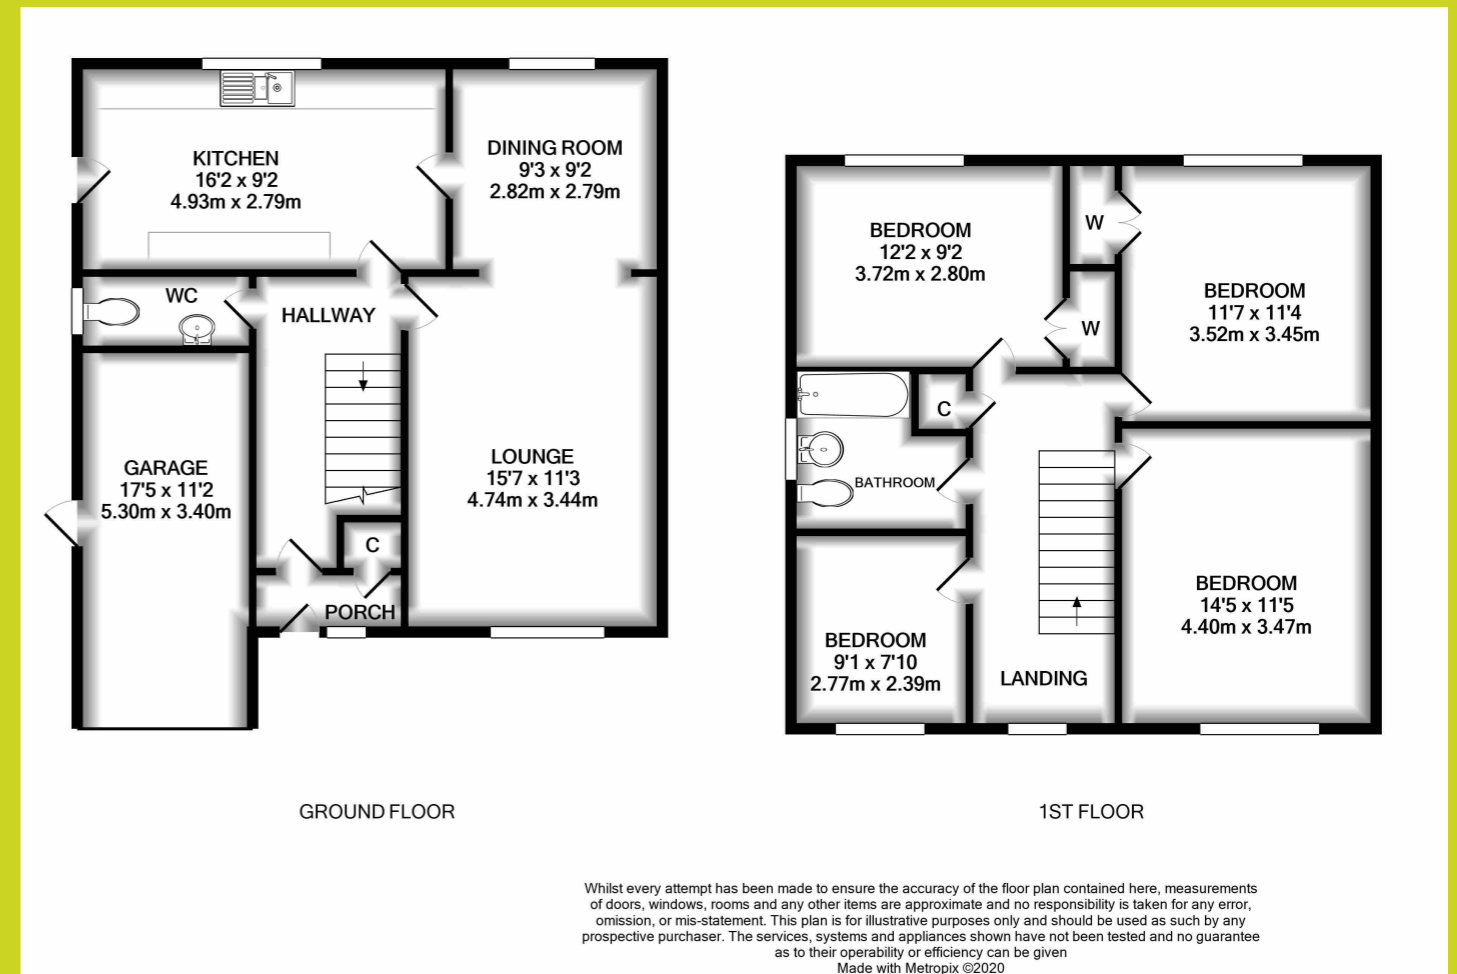 KITCHEN
16'2 x 9'2
4.93m x 2.79m
DINING ROOM
9'3 x 9'2
2.82m x 2.79m
WC
HALLWAY
GARAGE
17'5 x 11'2
5.30m x 3.40m
LOUNGE
15'7 x 11'3
4.74m x 3.44m
C
PORCH
GROUND FLOOR
BEDROOM
12'2 x 9'2
3.72m x 2.80m
W
W
BEDROOM
11'7 x 11'4
3.52m x 3.45m
C
BATHROOM
BEDROOM
9'1 x 7'10
2.77m x 2.39m
LANDING
BEDROOM
14'5 x 11'5
4.40m x 3.47m
1ST FLOOR
Whilst every attempt has been made to ensure the accuracy of the floor plan contained here, measurements
of doors, windows, rooms and any other items are approximate and no responsibility is taken for any error,
omission, or mis-statement. This plan is for illustrative purposes only and should be used as such by any
prospective purchaser. The services, systems and appliances shown have not been tested and no guarantee
as to their operability or efficiency can be given
Made with Metropix ©2020